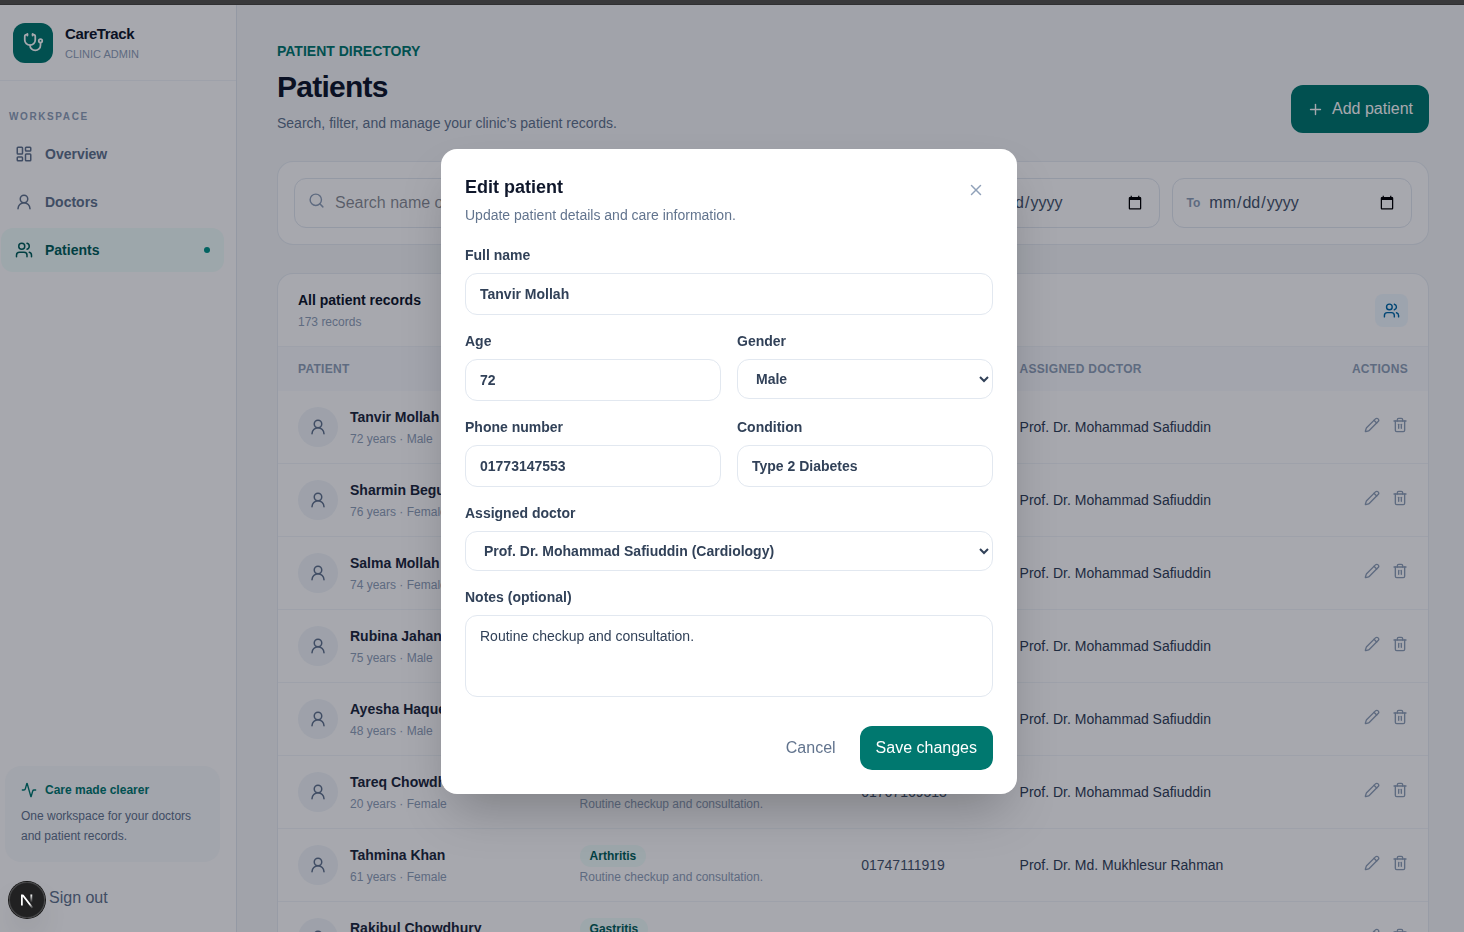 CareTrack
CLINIC ADMIN
WORKSPACE
Overview
Doctors
Patients
Care made clearer
One workspace for your doctors
and patient records.
N
Sign out
PATIENT DIRECTORY
Patients
Search, filter, and manage your clinic's patient records.
Add patient
Search name
/yyyy
To mm/dd/yyyy
All patient records
173 records
PATIENT
ASSIGNED DOCTOR
ACTIONS
Tanvir Mollah
72 years · Male
Prof. Dr. Mohammad Safiuddin
Sharmin
76 years ·
Prof. Dr. Mohammad Safiuddin
Salma Mollah
74 years ·
Prof. Dr. Mohammad Safiuddin
Rubina Jahan
75 years · Male
Prof. Dr. Mohammad Safiuddin
Ayesha
48 years · Male
Prof. Dr. Mohammad Safiuddin
Tareq
20 years · Female
Routine checkup and consultation.
Prof. Dr. Mohammad Safiuddin
Tahmina Khan
61 years · Female
Arthritis
Routine checkup and consultation.
01747111919
Prof. Dr. Md. Mukhlesur Rahman
Rakibul Chowdhury
Gastritis
Edit patient
Update patient details and care information.
Full name
Tanvir Mollah
Age
Gender
72
Male
Phone number
Condition
01773147553
Type 2 Diabetes
Assigned doctor
Prof. Dr. Mohammad Safiuddin (Cardiology)
Notes (optional)
Routine checkup and consultation.
Cancel
Save changes